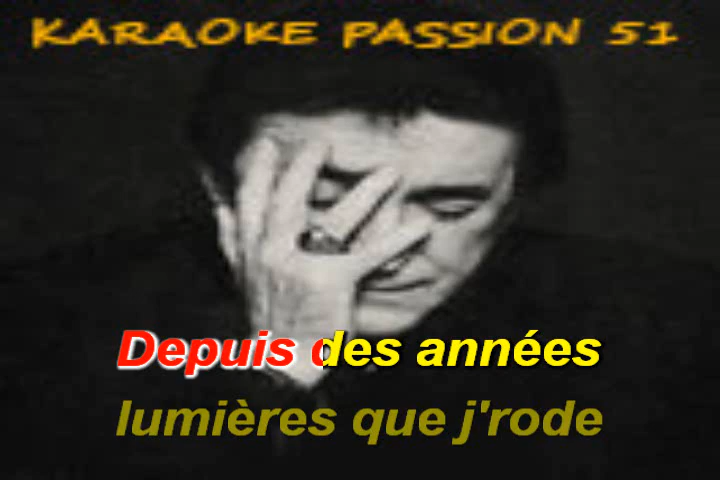 KARAOKE PASSION 51
Depuis des années
lumières que j'rode